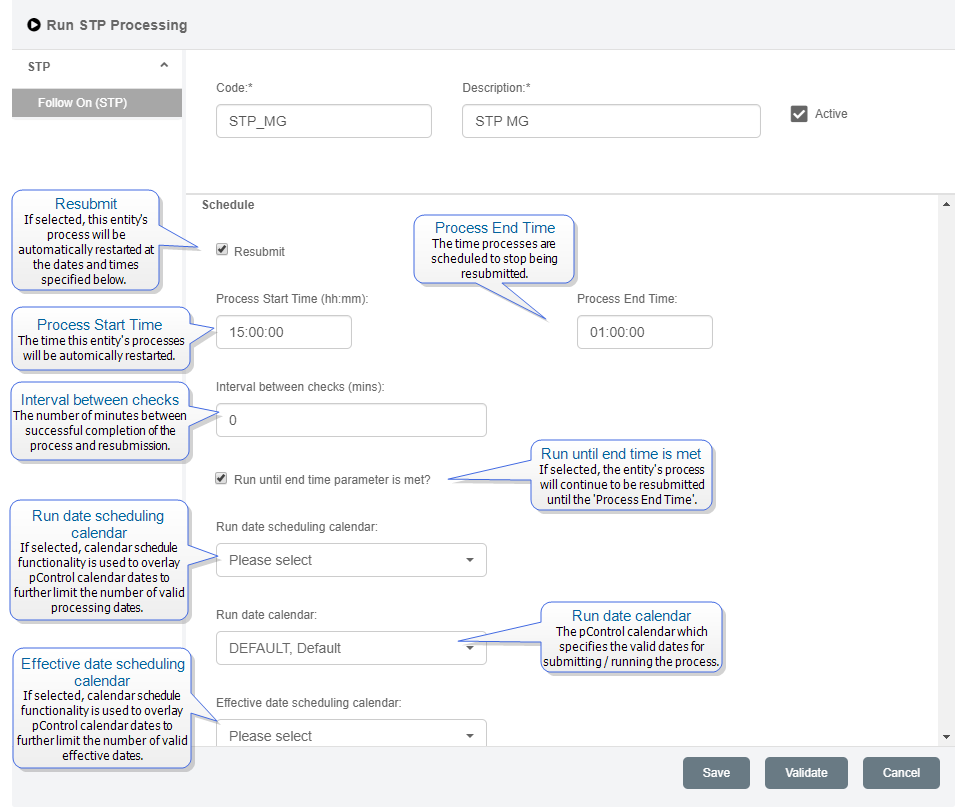 Run STP Processing
STP
Follow On (STP)
Code:*
Description:*
STP_MG
STP MG
Active
Schedule
Resubmit
If selected, this entity's
process will be
automatically restarted at
the dates and times
specified below.
Resubmit
Process End Time
The time processes are
scheduled to stop being
resubmitted.
Process Start Time (hh:mm):
Process End Time:
Process Start Time
The time this entity's processes
will be automically restarted.
15:00:00
01:00:00
Interval between checks (mins):
Interval between checks
The number of minutes between
successful completion of the
process and resubmission.
0
Run until end time parameter is met?
Run until end time is met
If selected, the entity's process
will continue to be resubmitted
until the 'Process End Time'.
Run date scheduling
calendar
If selected, calendar schedule
functionality is used to overlay
pControl calendar dates to
further limit the number of valid
processing dates.
Run date scheduling calendar:
Please select
Run date calendar:
DEFAULT, Default
Run date calendar
The pControl calendar which
specifies the valid dates for
submitting / running the process.
Effective date scheduling
calendar
If selected, calendar schedule
functionality is used to overlay
pControl calendar dates to
further limit the number of valid
effective dates.
Effective date scheduling calendar:
Please select
Save
Validate
Cancel